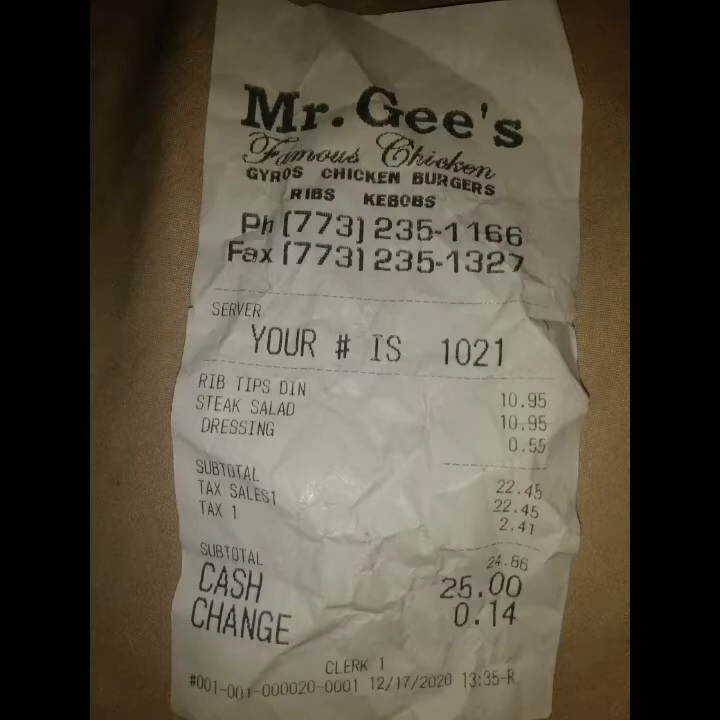 Mr. Gee's
Famous Chicken
GYROS CHICKEN BURGERS
RIBS KEBOBS
Ph (773) 235-1166
Fax (773) 235-1327
SERVER
YOUR # IS 1021
RIB TIPS DIN 10.95
STEAK SALAD 10.95
DRESSING 0.55
SUBTOTAL 22.45
TAX SALES1 22.45
TAX 1 2.41
SUBTOTAL 24.86
CASH 25.00
CHANGE 0.14
CLERK 1
#001-001-000020-0001 12/17/2020 13:35-R